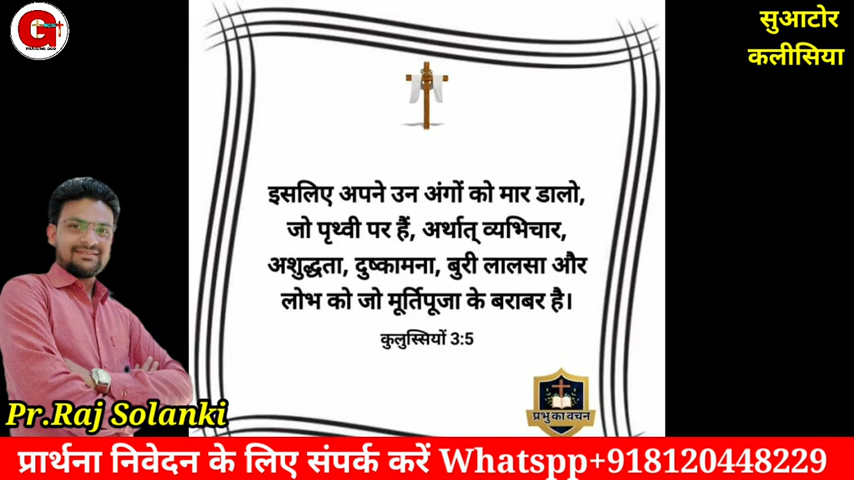 सुआटोर
कलीसिया
इसलिए अपने उन अंगों को मार डालो,
जो पृथ्वी पर हैं, अर्थात् व्यभिचार,
अशुद्धता, दुष्कामना, बुरी लालसा और
लोभ को जो मूर्तिपूजा के बराबर है।
कुलुस्सियों 3:5
प्रभु का वचन
Pr.Raj Solanki
प्रार्थना निवेदन के लिए संपर्क करें Whatspp+918120448229